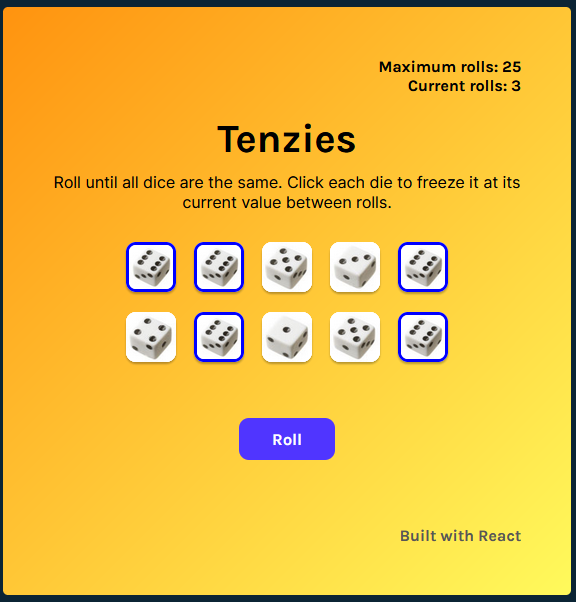 Maximum rolls: 25
Current rolls: 3
Tenzies
Roll until all dice are the same. Click each die to freeze it at its
current value between rolls.
Roll
Built with React